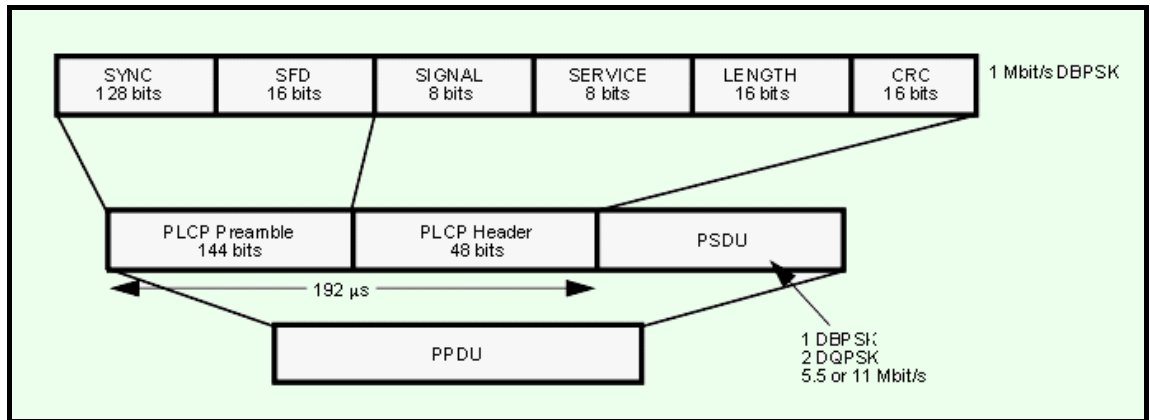 SYNC
128 bits
SFD
16 bits
SIGNAL
8 bits
SERVICE
8 bits
LENGTH
16 bits
CRC
16 bits
1 Mbit/s DBPSK
PLCP Preamble
144 bits
PLCP Header
48 bits
PSDU
192 µs
PPDU
1 DBPSK
2 DQPSK
5.5 or 11 Mbit/s